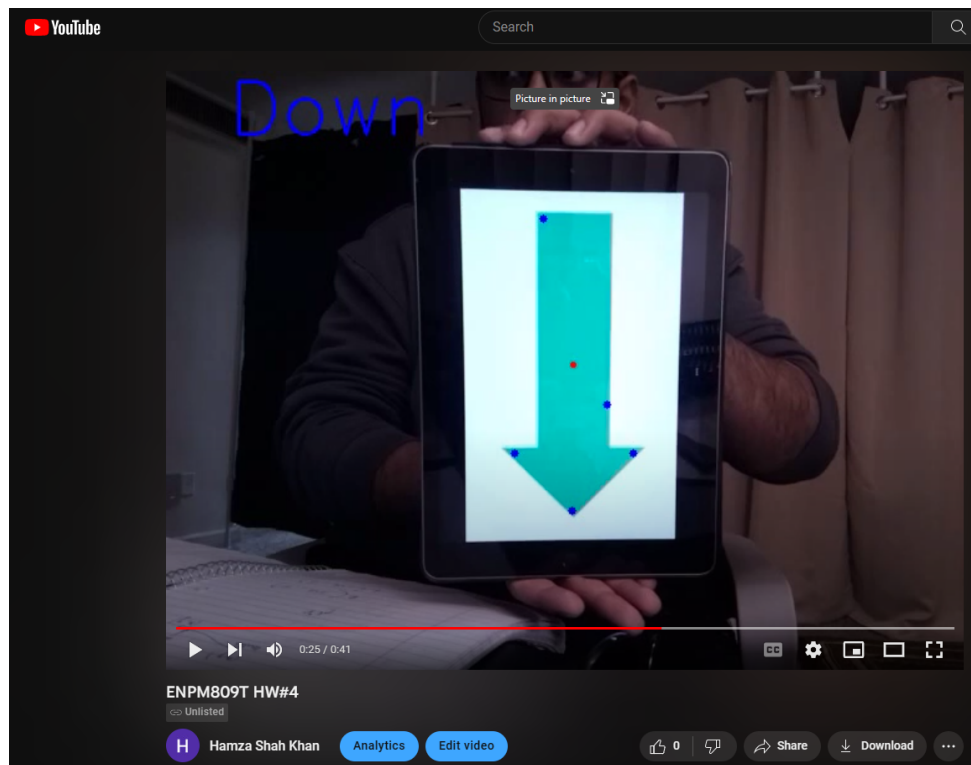 YouTube
Search
Down
Picture in picture
0:25 / 0:41
CC
ENPM809T HW#4
Unlisted
H
Hamza Shah Khan
Analytics
Edit video
0
Share
Download